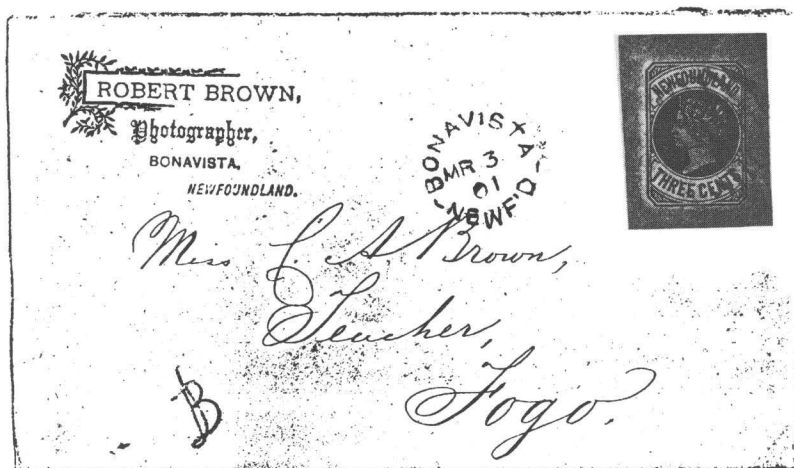 ROBERT BROWN,
Photographer,
BONAVISTA,
NEWFOUNDLAND.
BONAVISTA
MR 3
01
NEWF'D
NEWFOUNDLAND
THREE CENTS
Miss A Brown,
Teacher,
Fogo.
B